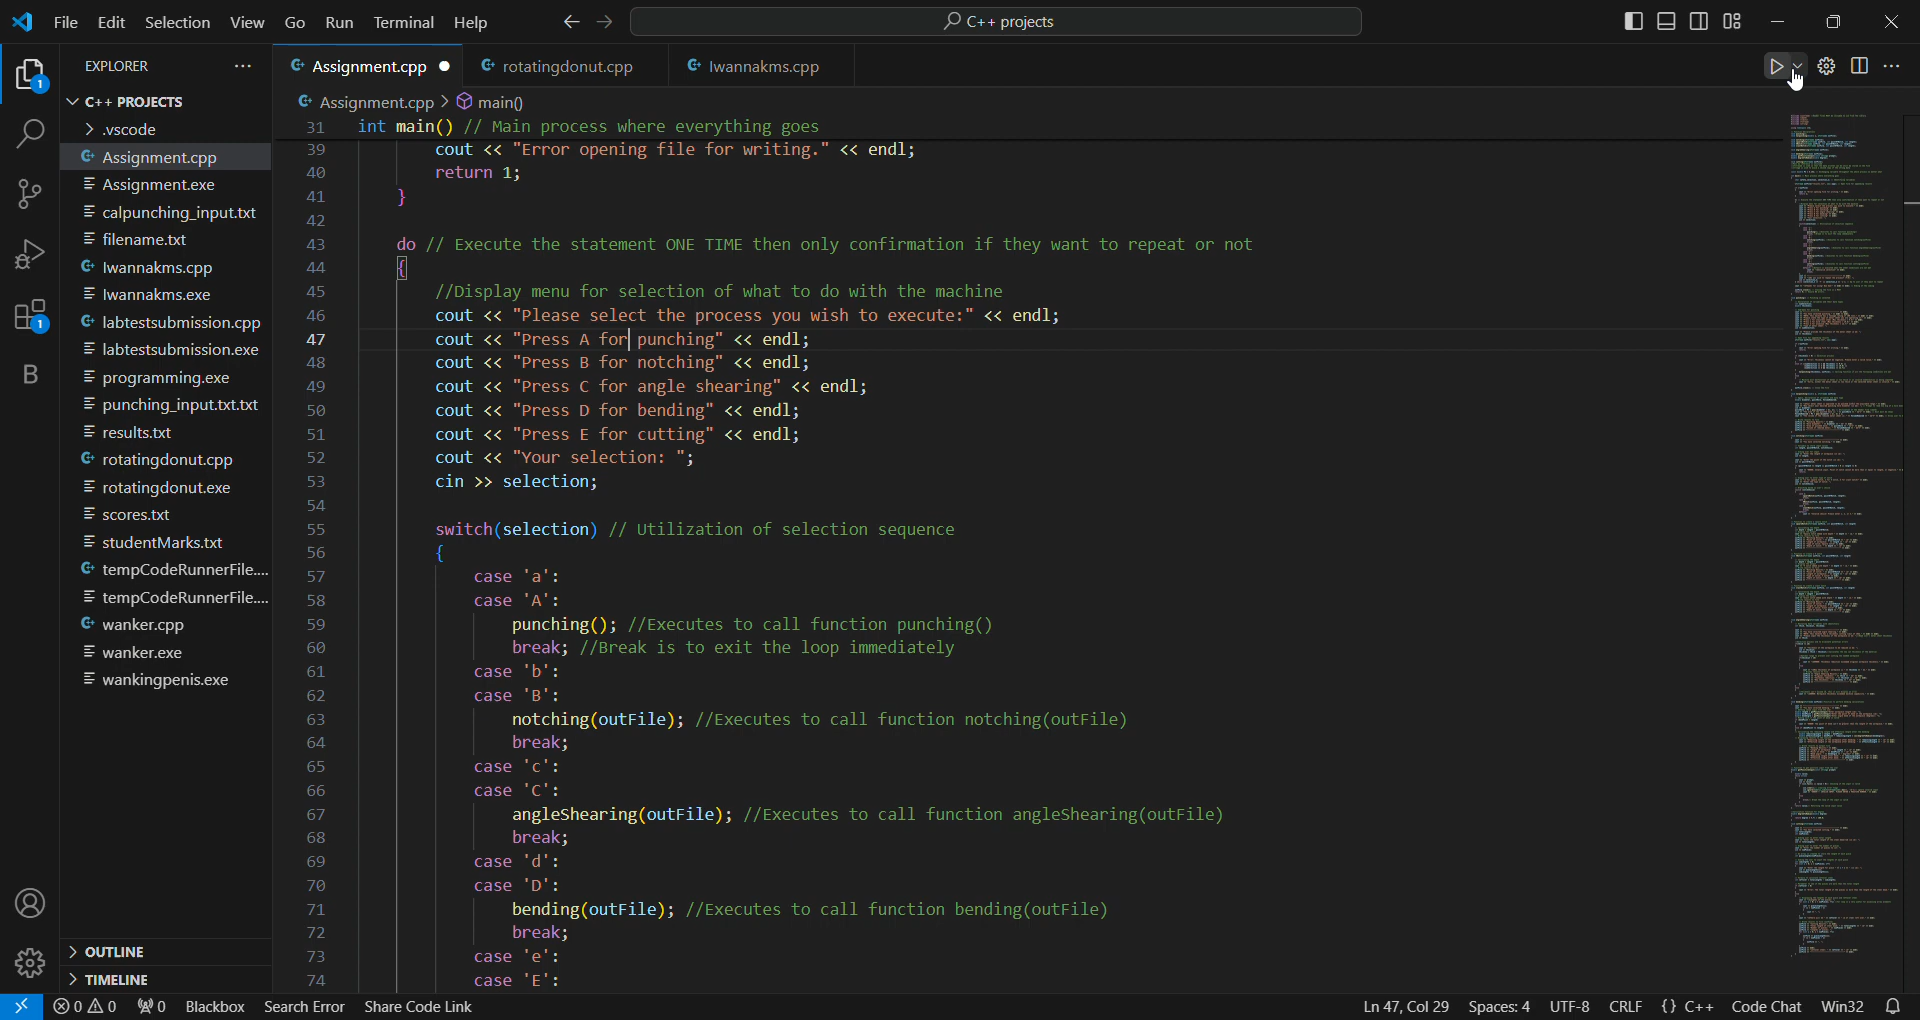 File Edit Selection View Go Run Terminal Help C++ projects
EXPLORER
C++ PROJECTS
.vscode
Assignment.cpp
Assignment.exe
calpunching_input.txt
filename.txt
Iwannakms.cpp
Iwannakms.exe
labtestsubmission.cpp
labtestsubmission.exe
programming.exe
punching_input.txt.txt
results.txt
rotatingdonut.cpp
rotatingdonut.exe
scores.txt
studentMarks.txt
tempCodeRunnerFile....
tempCodeRunnerFile....
wanker.cpp
wanker.exe
wankingpenis.exe
OUTLINE
TIMELINE
Assignment.cpp rotatingdonut.cpp Iwannakms.cpp
Assignment.cpp > main()
31 int main() // Main process where everything goes
39 cout << "Error opening file for writing." << endl;
40 return 1;
41 }
42
43 do // Execute the statement ONE TIME then only confirmation if they want to repeat or not
44 {
45 //Display menu for selection of what to do with the machine
46 cout << "Please select the process you wish to execute:" << endl;
47 cout << "Press A for punching" << endl;
48 cout << "Press B for notching" << endl;
49 cout << "Press C for angle shearing" << endl;
50 cout << "Press D for bending" << endl;
51 cout << "Press E for cutting" << endl;
52 cout << "Your selection: ";
53 cin >> selection;
54
55 switch(selection) // Utilization of selection sequence
56 {
57 case 'a':
58 case 'A':
59 punching(); //Executes to call function punching()
60 break; //Break is to exit the loop immediately
61 case 'b':
62 case 'B':
63 notching(outFile); //Executes to call function notching(outFile)
64 break;
65 case 'c':
66 case 'C':
67 angleShearing(outFile); //Executes to call function angleShearing(outFile)
68 break;
69 case 'd':
70 case 'D':
71 bending(outFile); //Executes to call function bending(outFile)
72 break;
73 case 'e':
74 case 'E':
0 0 0 Blackbox Search Error Share Code Link Ln 47, Col 29 Spaces: 4 UTF-8 CRLF {} C++ Code Chat Win32